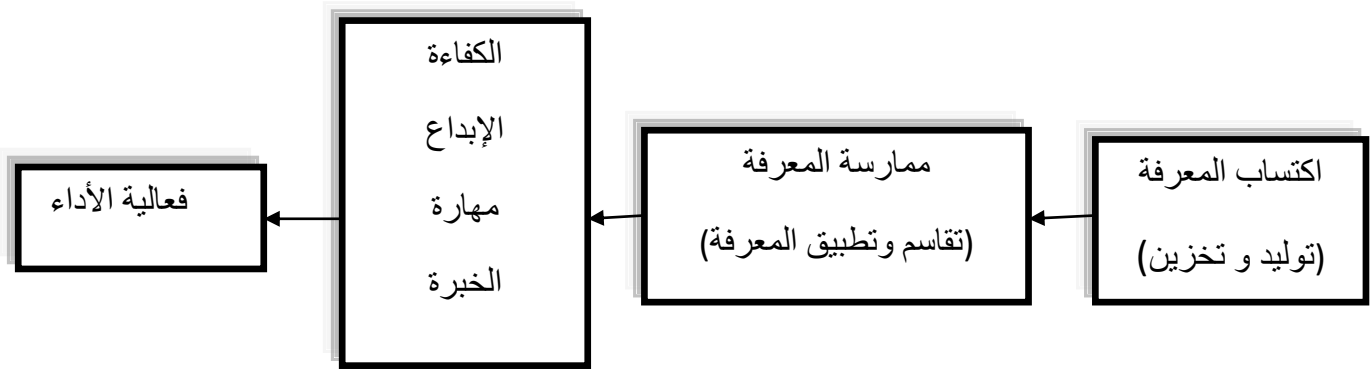 اكتساب المعرفة
(توليد و تخزين)
ممارسة المعرفة
(تقاسم وتطبيق المعرفة)
الكفاءة
الإبداع
مهارة
الخبرة
فعالية الأداء